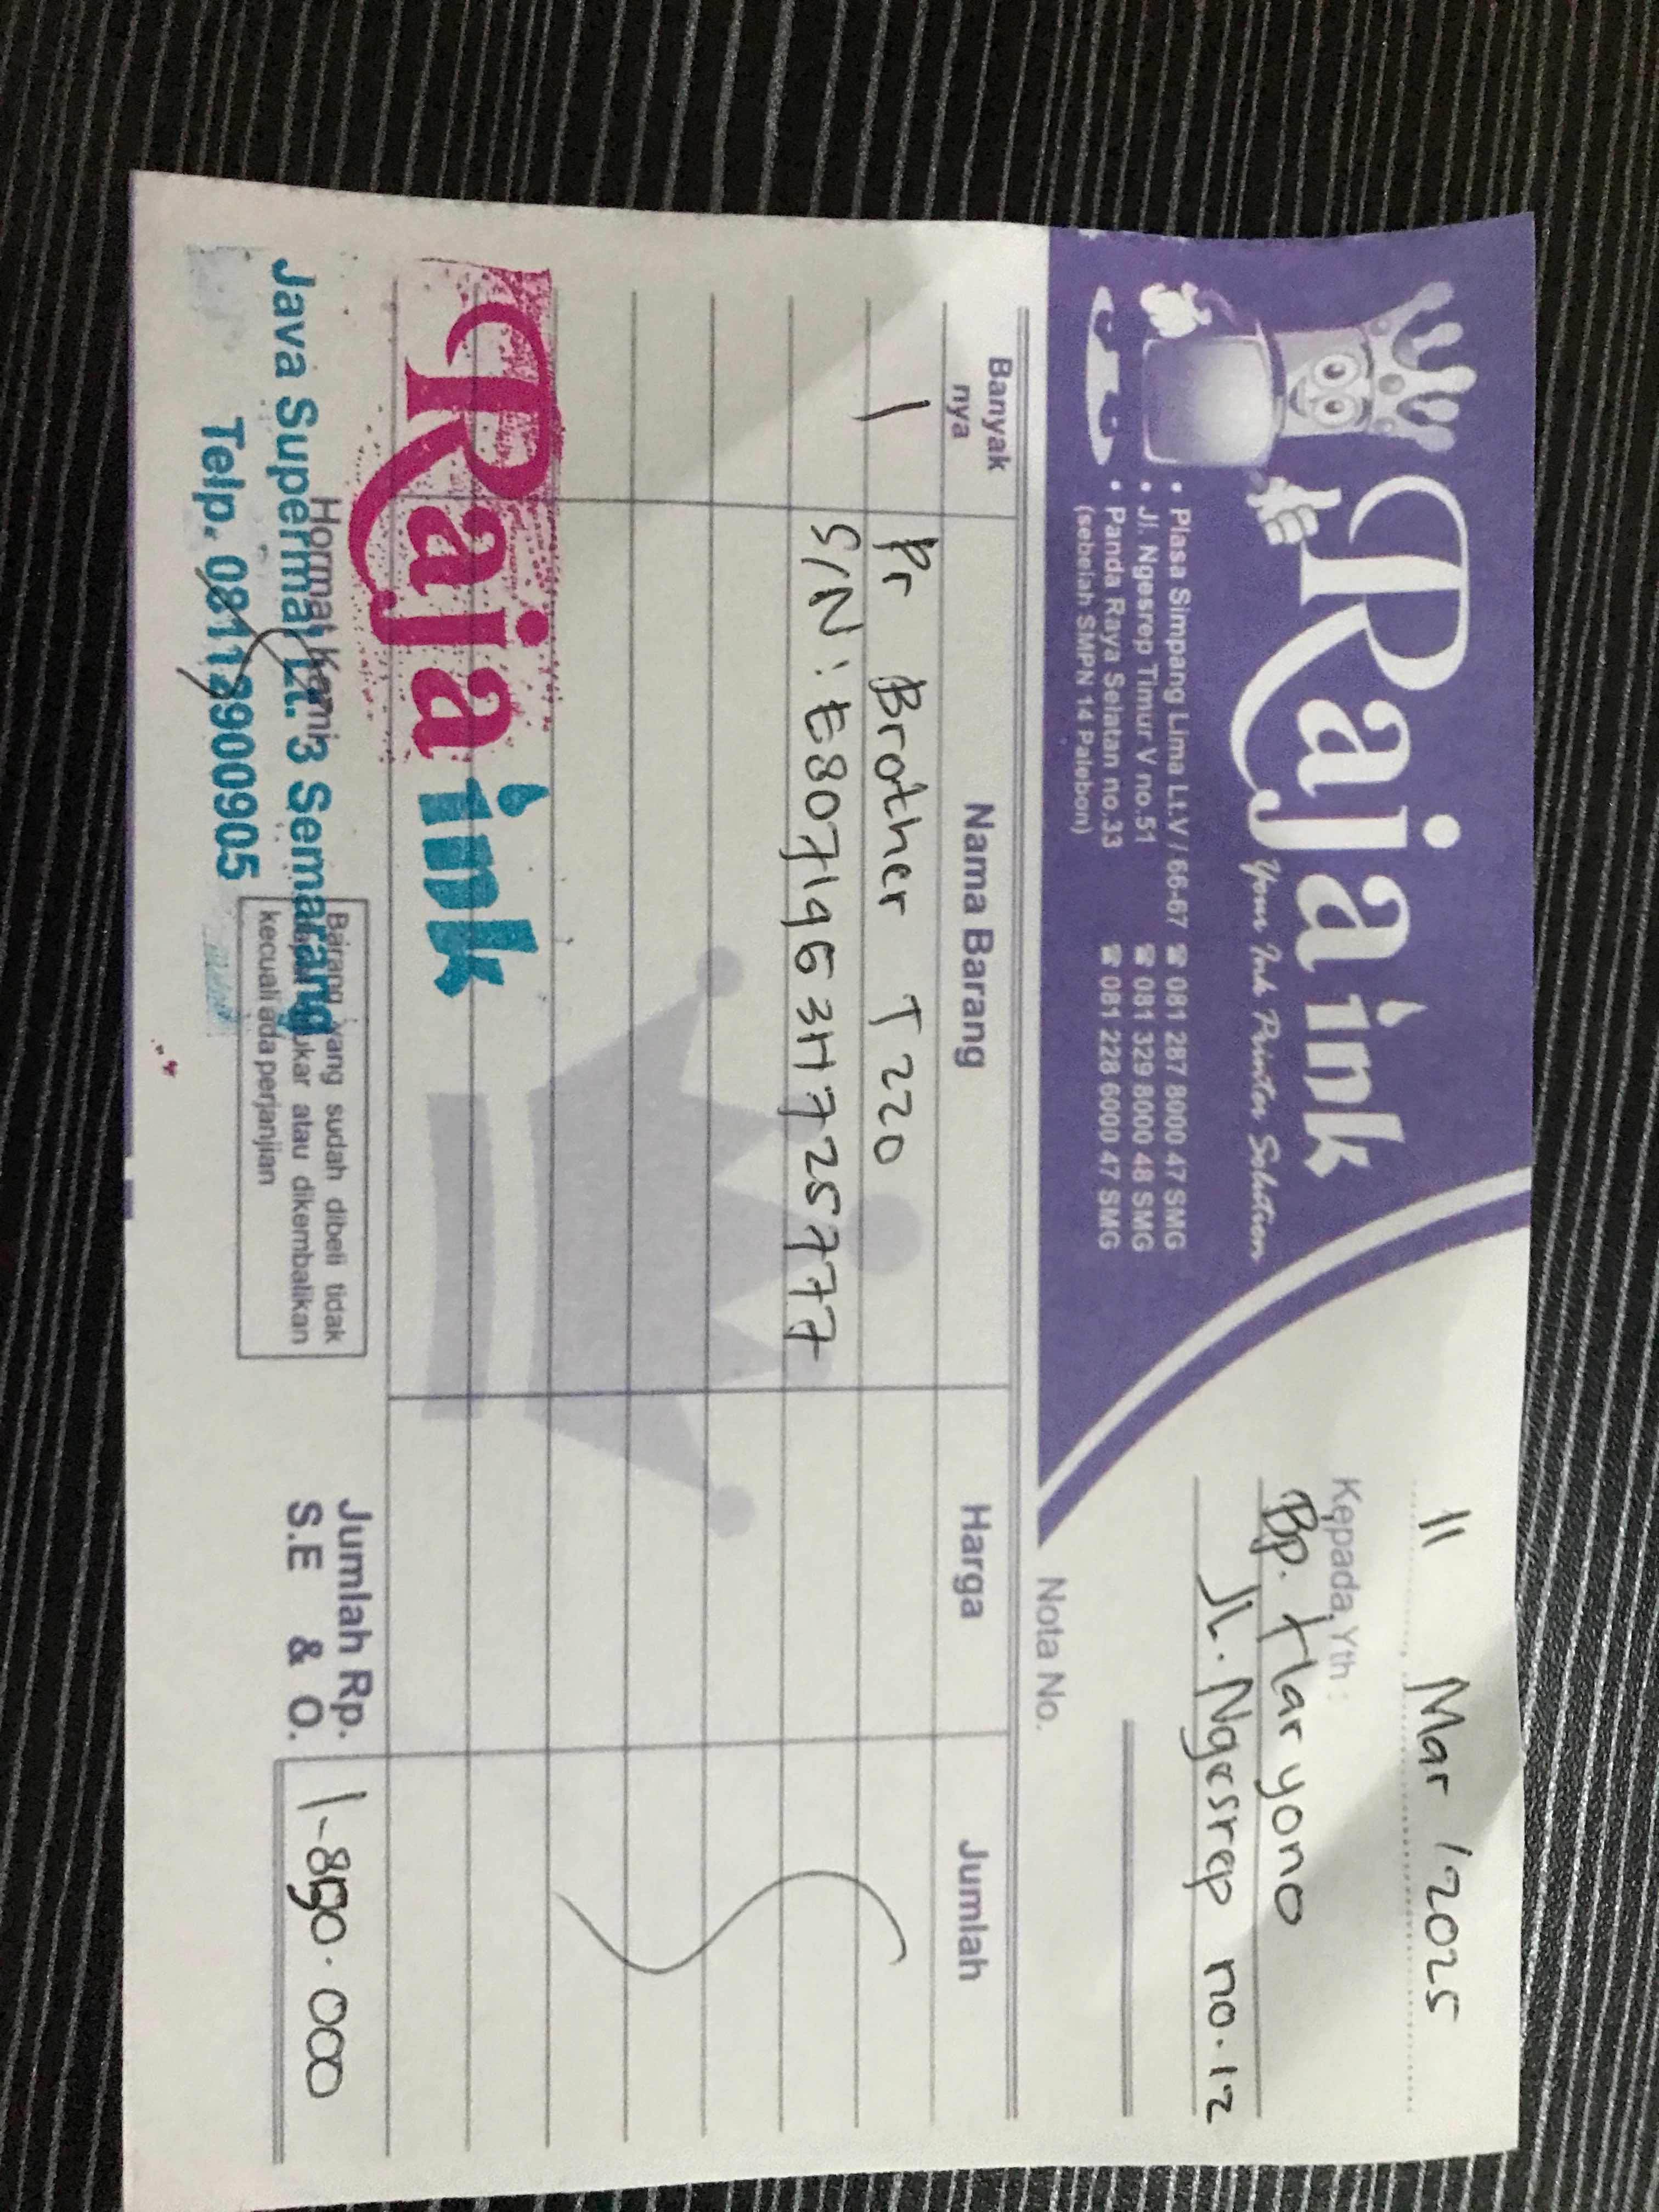 Raja ink
Your Ink Printer Solution
• Plasa Simpang Lima Lt.V / 66-67 ☎ 081 287 8000 47 SMG
• Jl. Ngesrep Timur V no.51 ☎ 081 329 8000 48 SMG
• Panda Raya Selatan no.33 ☎ 081 228 6000 47 SMG
(sebelah SMPN 14 Palebon)
11 Mar / 2025
Kepada Yth :
Bp. Haryono
JL. Ngesrep no. 12
Nota No.
Banyak nya Nama Barang Harga Jumlah
1 Pr Brother T 220
S/N : E80719G3H725777
Raja ink
Hormat Kami
Java Supermal Lt. 3 Semarang
Telp. 08112900905
Barang yang sudah dibeli tidak
ukar atau dikembalikan
kecuali ada perjanjian
Jumlah Rp. 1.890.000
S.E & O.